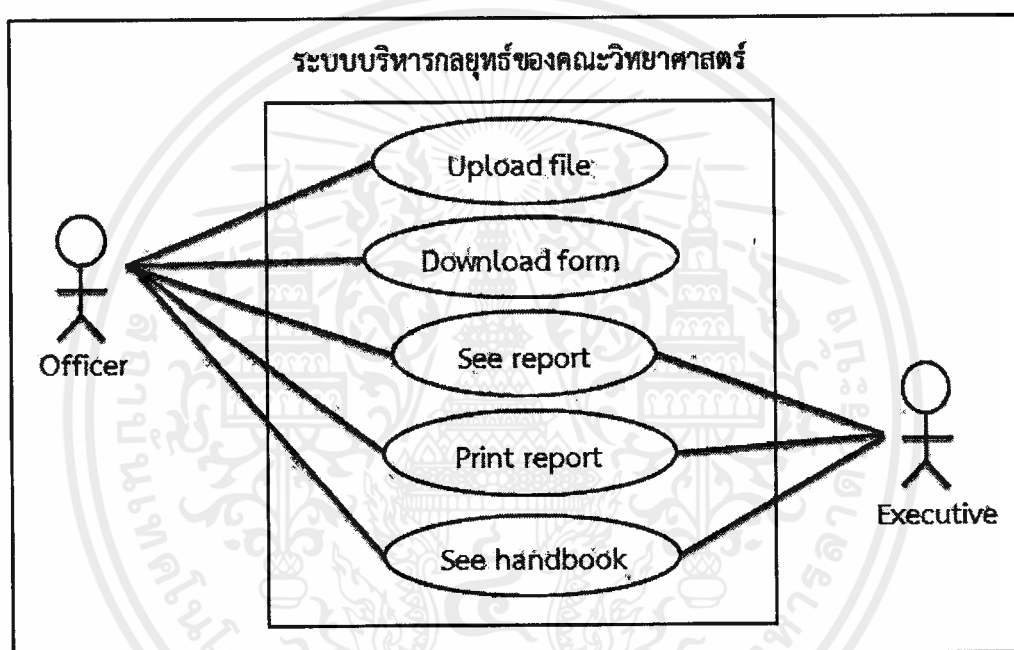 ระบบบริหารกลยุทธ์ของคณะวิทยาศาสตร์
Upload file
Download form
Officer
See report
Print report
Executive
See handbook